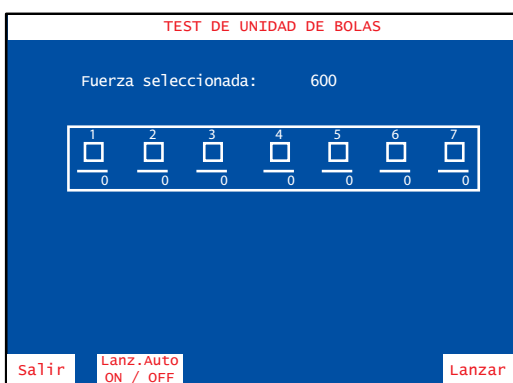 TEST DE UNIDAD DE BOLAS
Fuerza seleccionada: 600
1 2 3 4 5 6 7
0 0 0 0 0 0 0
Salir
Lanz.Auto
ON / OFF
Lanzar